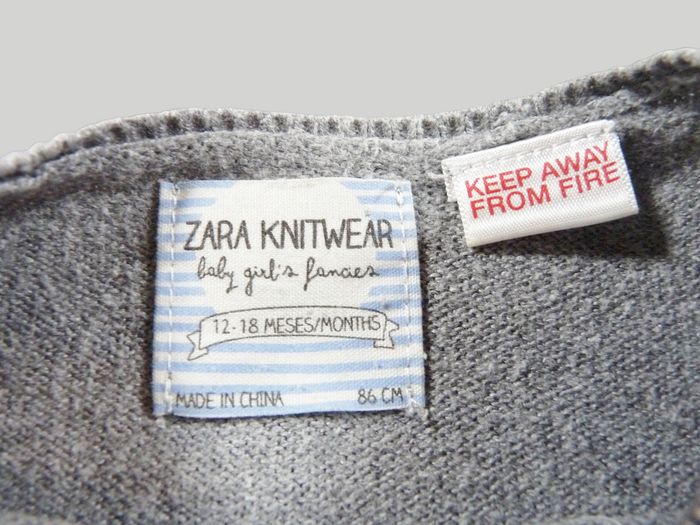 ZARA KNITWEAR
baby girl's fancies
12-18 MESES/MONTHS
MADE IN CHINA 86 CM
KEEP AWAY
FROM FIRE